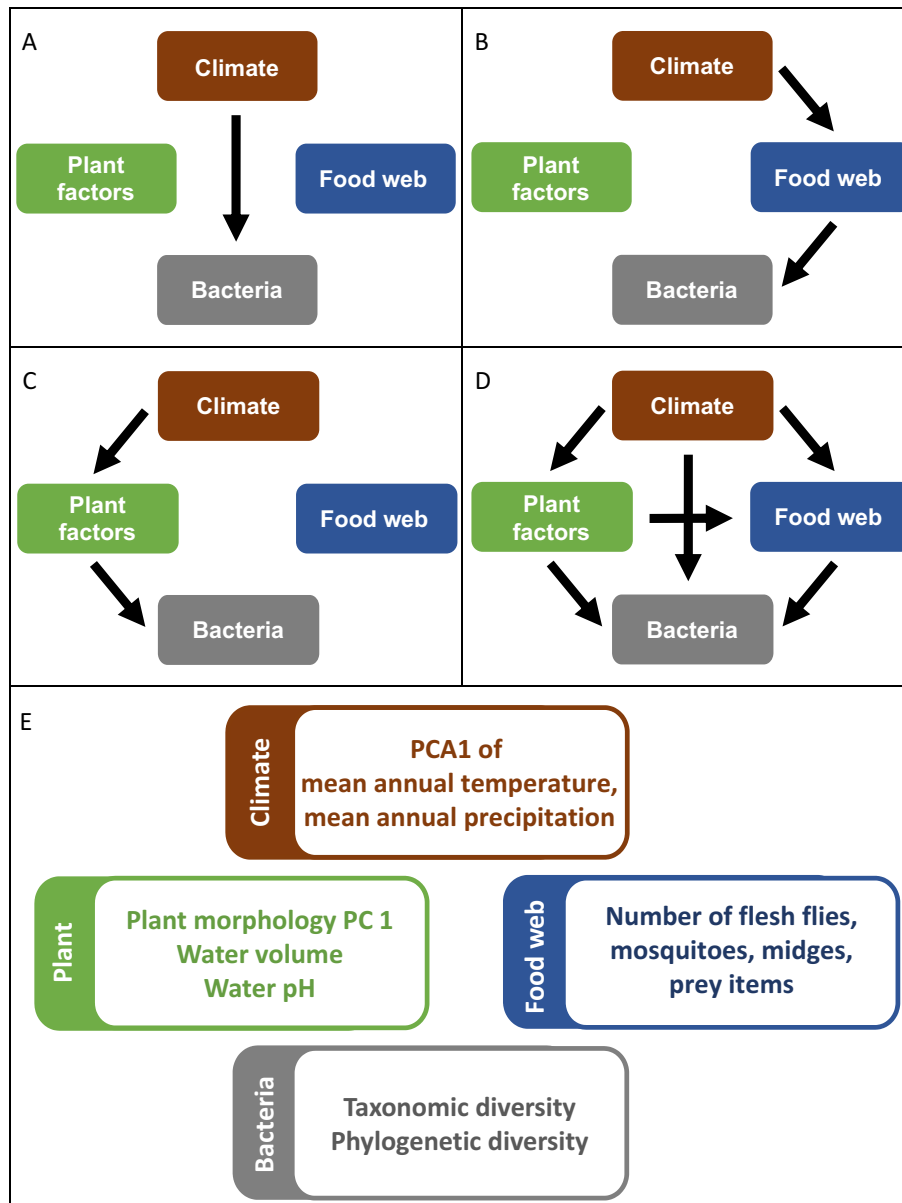 A
Climate
Plant
factors
Food web
Bacteria
B
Climate
Plant
factors
Food web
Bacteria
C
Climate
Plant
factors
Food web
Bacteria
D
Climate
Plant
factors
Food web
Bacteria
E
Climate
PCA1 of
mean annual temperature,
mean annual precipitation
Plant
Plant morphology PC 1
Water volume
Water pH
Food web
Number of flesh flies,
mosquitoes, midges,
prey items
Bacteria
Taxonomic diversity
Phylogenetic diversity